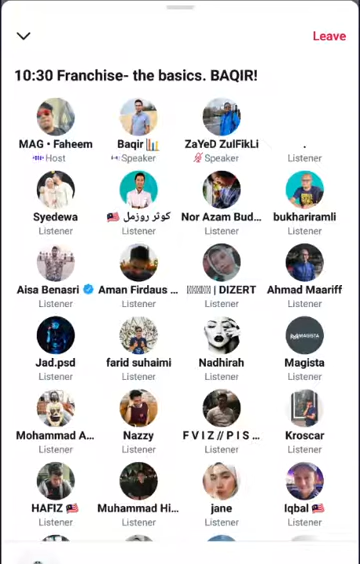 Leave
10:30 Franchise- the basics. BAQIR!
MAG • Faheem
Baqir 📊
ZaYeD ZulFikLi
.
Host
Speaker
Speaker
Listener
Syedewa
🇲🇾 كوثر روزمل
Nor Azam Bud...
bukhariramli
Listener
Listener
Listener
Listener
Aisa Benasri
Aman Firdaus ...
| DIZERT
Ahmad Maariff
Listener
Listener
Listener
Listener
Jad.psd
farid suhaimi
Nadhirah
Magista
Listener
Listener
Listener
Listener
Mohammad A...
Nazzy
F V I Z // P I S ...
Kroscar
Listener
Listener
Listener
Listener
HAFIZ 🇲🇾
Muhammad Hi...
jane
Iqbal 🇲🇾
Listener
Listener
Listener
Listener